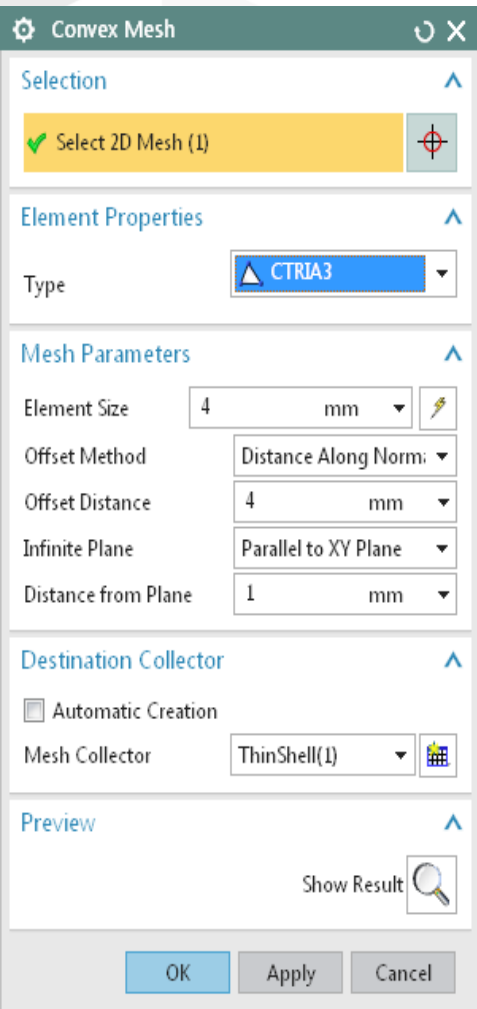 Convex Mesh
Selection
Select 2D Mesh (1)
Element Properties
Type CTRIA3
Mesh Parameters
Element Size 4 mm
Offset Method Distance Along Norma
Offset Distance 4 mm
Infinite Plane Parallel to XY Plane
Distance from Plane 1 mm
Destination Collector
Automatic Creation
Mesh Collector ThinShell(1)
Preview
Show Result
OK Apply Cancel